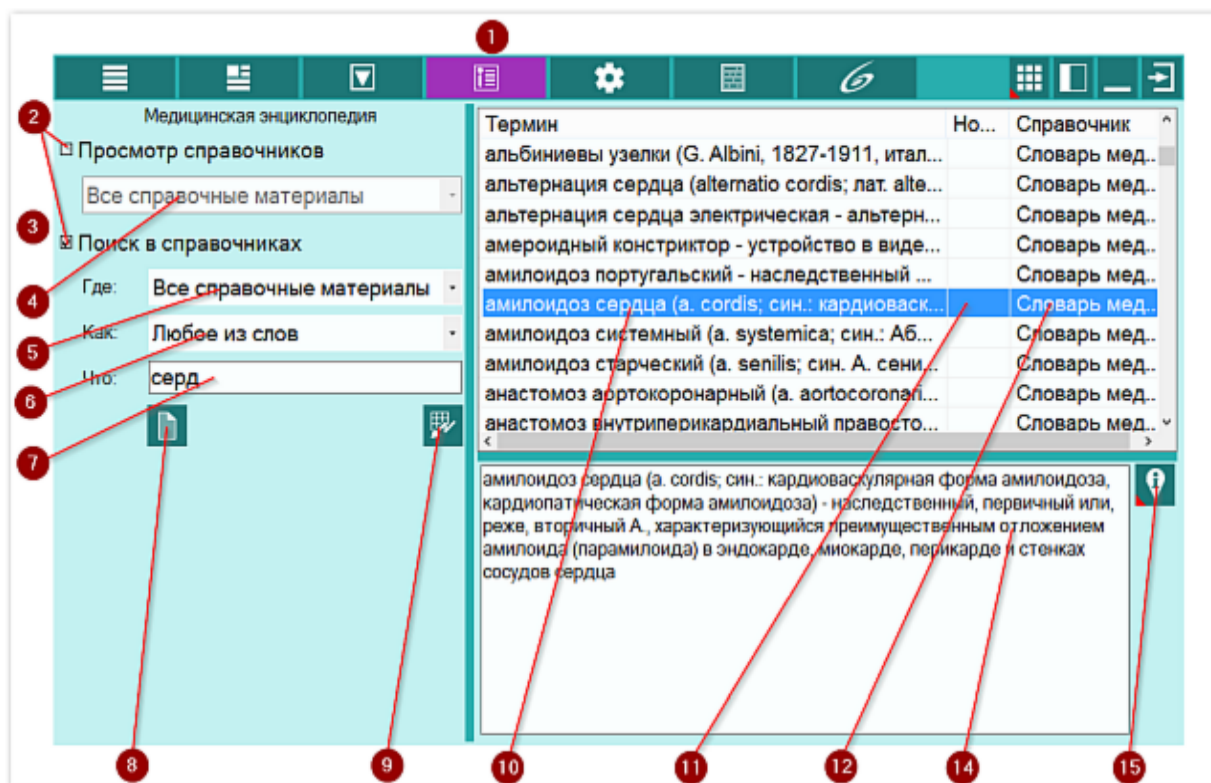 1
Медицинская энциклопедия
2
Просмотр справочников
Все справочные материалы
3
Поиск в справочниках
4
Где: Все справочные материалы
5
Как: Любое из слов
6
Что: серд
7
Термин Но... Справочник
альбиниевы узелки (G. Albini, 1827-1911, итал... Словарь мед..
альтернация сердца (alternatio cordis; лат. alte... Словарь мед..
альтернация сердца электрическая - альтерн... Словарь мед..
амероидный констриктор - устройство в виде... Словарь мед..
амилоидоз португальский - наследственный ... Словарь мед..
амилоидоз сердца (a. cordis; син.: кардиоваск... Словарь мед..
амилоидоз системный (a. systemica; син.: Аб... Словарь мед..
амилоидоз старческий (a. senilis; син. А. сени... Словарь мед..
анастомоз аортокоронарный (a. aortocoronari... Словарь мед..
анастомоз внутриперикардиальный правосто... Словарь мед..
амилоидоз сердца (a. cordis; син.: кардиоваскулярная форма амилоидоза,
кардиопатическая форма амилоидоза) - наследственный, первичный или,
реже, вторичный А., характеризующийся преимущественным отложением
амилоида (парамилоида) в эндокарде, миокарде, перикарде и стенках
сосудов сердца
8 9 10 11 12 14 15